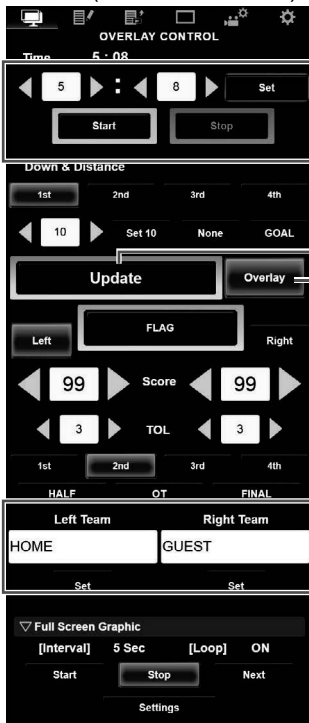 OVERLAY CONTROL
Time 5 : 08
5 : 8 Set
Start Stop
Down & Distance
1st 2nd 3rd 4th
10 Set 10 None GOAL
Update Overlay
FLAG
Left Right
99 Score 99
3 TOL 3
1st 2nd 3rd 4th
HALF OT FINAL
Left Team Right Team
HOME GUEST
Set Set
Full Screen Graphic
[Interval] 5 Sec [Loop] ON
Start Stop Next
Settings